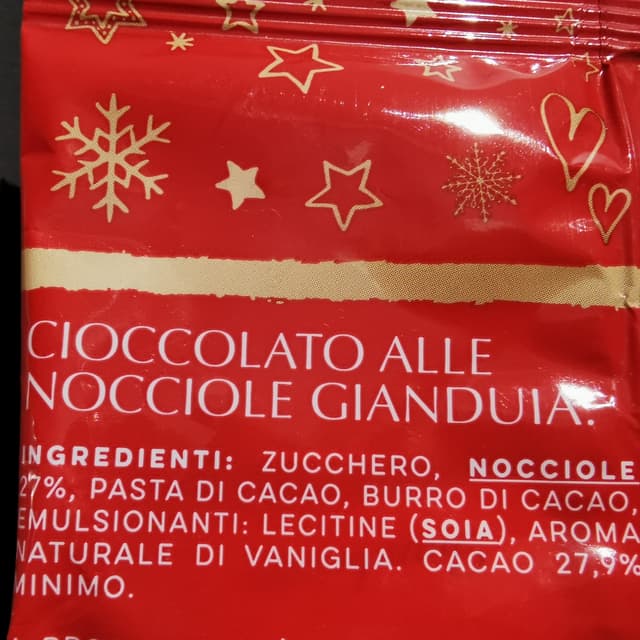 CIOCCOLATO ALLE
NOCCIOLE GIANDUIA.
INGREDIENTI: ZUCCHERO, NOCCIOLE
27%, PASTA DI CACAO, BURRO DI CACAO,
EMULSIONANTI: LECITINE (SOIA), AROMA
NATURALE DI VANIGLIA. CACAO 27,9%
MINIMO.